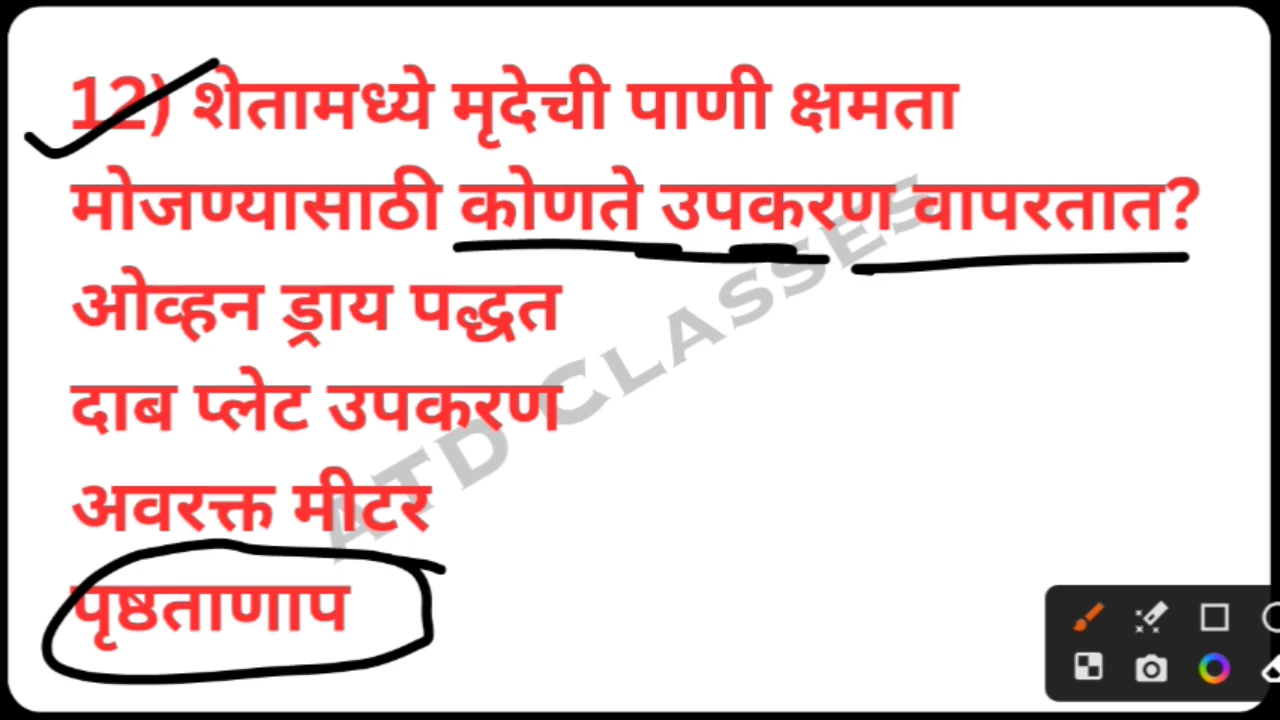 12) शेतामध्ये मृदेची पाणी क्षमता
मोजण्यासाठी कोणते उपकरण वापरतात?
ओव्हन ड्राय पद्धत
दाब प्लेट उपकरण
अवरक्त मीटर
पृष्ठताणाप
ATD CLASSES